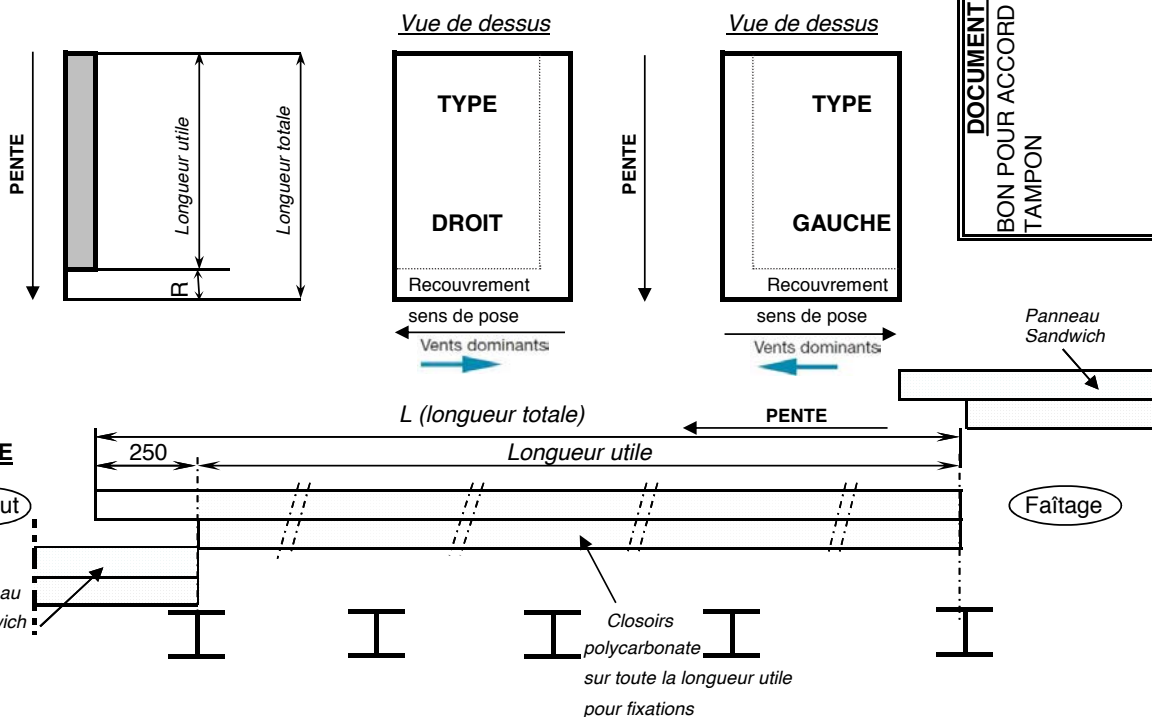 Vue de dessus
Vue de dessus
PENTE
Longueur utile
Longueur totale
R
TYPE
DROIT
Recouvrement
sens de pose
Vents dominants
PENTE
TYPE
GAUCHE
Recouvrement
sens de pose
Vents dominants
DOCUMENT
BON POUR ACCORD
TAMPON
Panneau
Sandwich
L (longueur totale)
PENTE
250
Longueur utile
Faîtage
Closoirs
polycarbonate
sur toute la longueur utile
pour fixations